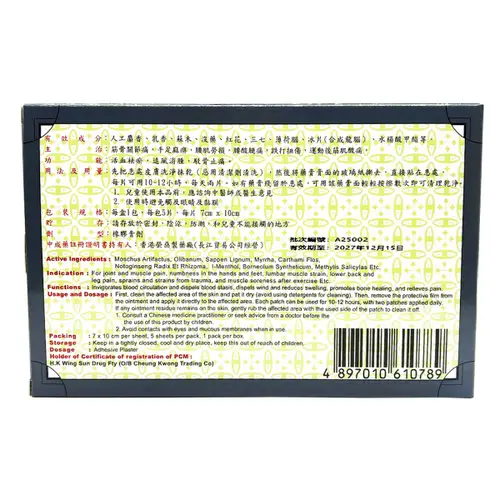 有效成分：人工麝香、乳香、蘇木、沒藥、紅花、三七、薄荷腦、冰片(合成龍腦)、水楊酸甲酯等。
主治：筋骨關節痛，手足麻痹，腰肌勞損，腰酸腿痛，跌打扭傷，運動後筋肌酸痛。
功能：活血祛瘀，追風消腫，駁骨止痛。
用法及用量：先把患處皮膚洗淨抹乾（忌用清潔劑清洗），然後將藥膏面的玻璃紙撕去，直接貼在患處，
每片可用10-12小時，每天兩片，如有藥膏殘留於患處，可用該藥膏面輕輕按擦數次即可清理乾淨。
1. 兒童使用本品前，應諮詢中醫師或醫生意見
2. 使用時避免及眼睛及黏膜
包裝規格：每盒1包，每包5片，每片 7cm x 10cm
貯存：請存放於密封，陰涼，防潮，和兒童不能接觸的地方
劑型：橡膠膏劑
中成藥註冊證明書持有人：香港榮燊製藥廠(長江貿易公司經營)
批次編號：A25002
有效期至：2027年12月15日
Active Ingredients : Moschus Artifactus, Olibanum, Sappen Lignum, Myrrha, Carthami Flos,
Notoginseng Radix Et Rhizoma, l-Menthol, Borneolum Syntheticum, Methylis Salicylas Etc.
Indication : For joint and muscle pain, numbness in the hands and feet, lumbar muscle strain, lower back and
leg pain, sprains and strains from trauma, and muscle soreness after exercise Etc.
Functions : Invigorates blood circulation and dispels blood stasis, dispels wind and reduces swelling, promotes bone healing, and relieves pain.
Usage and Dosage : First, clean the affected area of the skin and pat it dry (avoid using detergents for cleaning). Then, remove the protective film from
the ointment and apply it directly to the affected area. Each patch can be used for 10-12 hours, with two patches applied daily.
If any ointment residue remains on the skin, gently rub the affected area with the used side of the patch to clean it off.
1. Consult a Chinese medicine practitioner or seek advice from a doctor before the
the use of this product by children.
2. Avoid contacts with eyes and mucous membranes when in use.
Packing : 7 x 10 cm per sheet, 5 sheets per pack, 1 pack per box.
Storage : Keep in a tightly closed, cool and dry place, keep this out of reach of children.
Dosage : Adhesive Plaster
Holder of Certificate of registration of PCM :
H.K Wing Sun Drug Fty (O/B Cheung Kwong Trading Co)
4 897010 610789